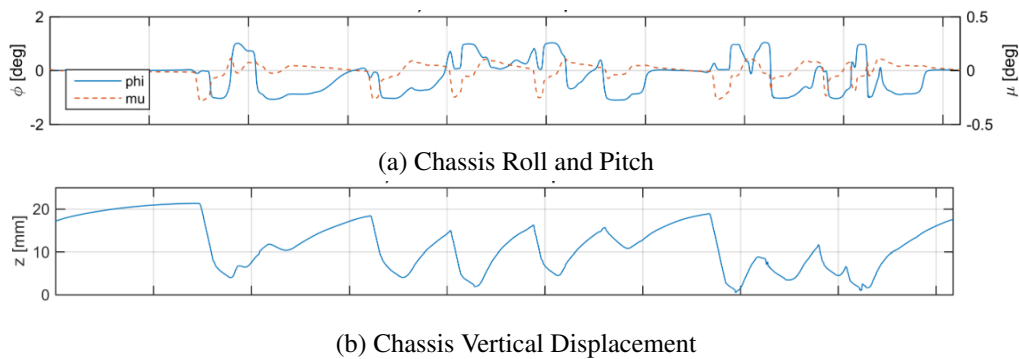 2
0
-2
ϕ [deg]
phi
mu
0.5
0
-0.5
μ [deg]
(a) Chassis Roll and Pitch
20
10
0
z [mm]
(b) Chassis Vertical Displacement